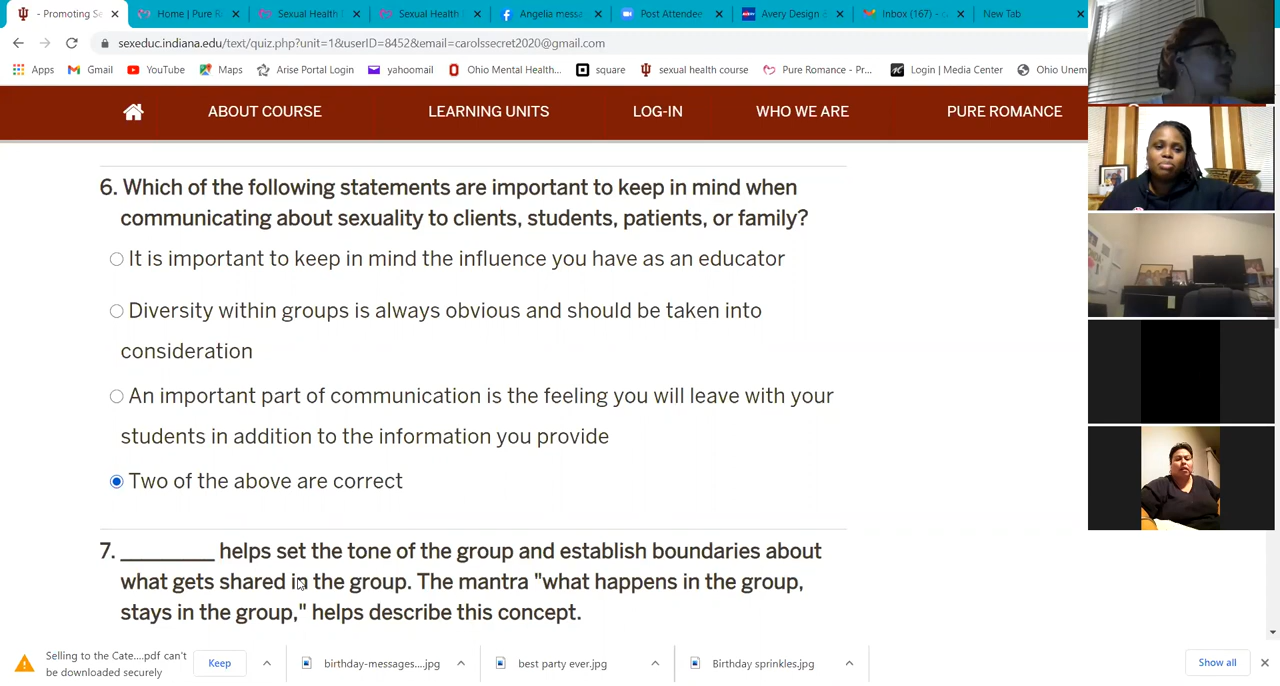 - Promoting Se
Home | Pure R
Sexual Health
Sexual Health
Angelia messa
Post Attendee
Avery Design &
Inbox (167) -
New Tab
sexeduc.indiana.edu/text/quiz.php?unit=1&userID=8452&email=carolssecret2020@gmail.com
Apps
Gmail
YouTube
Maps
Arise Portal Login
yahoomail
Ohio Mental Health...
square
sexual health course
Pure Romance - Pr...
Login | Media Center
Ohio Unem
ABOUT COURSE
LEARNING UNITS
LOG-IN
WHO WE ARE
PURE ROMANCE
6. Which of the following statements are important to keep in mind when
communicating about sexuality to clients, students, patients, or family?
It is important to keep in mind the influence you have as an educator
Diversity within groups is always obvious and should be taken into
consideration
An important part of communication is the feeling you will leave with your
students in addition to the information you provide
Two of the above are correct
7. _________ helps set the tone of the group and establish boundaries about
what gets shared in the group. The mantra "what happens in the group,
stays in the group," helps describe this concept.
Selling to the Cate....pdf can't
be downloaded securely
Keep
birthday-messages....jpg
best party ever.jpg
Birthday sprinkles.jpg
Show all